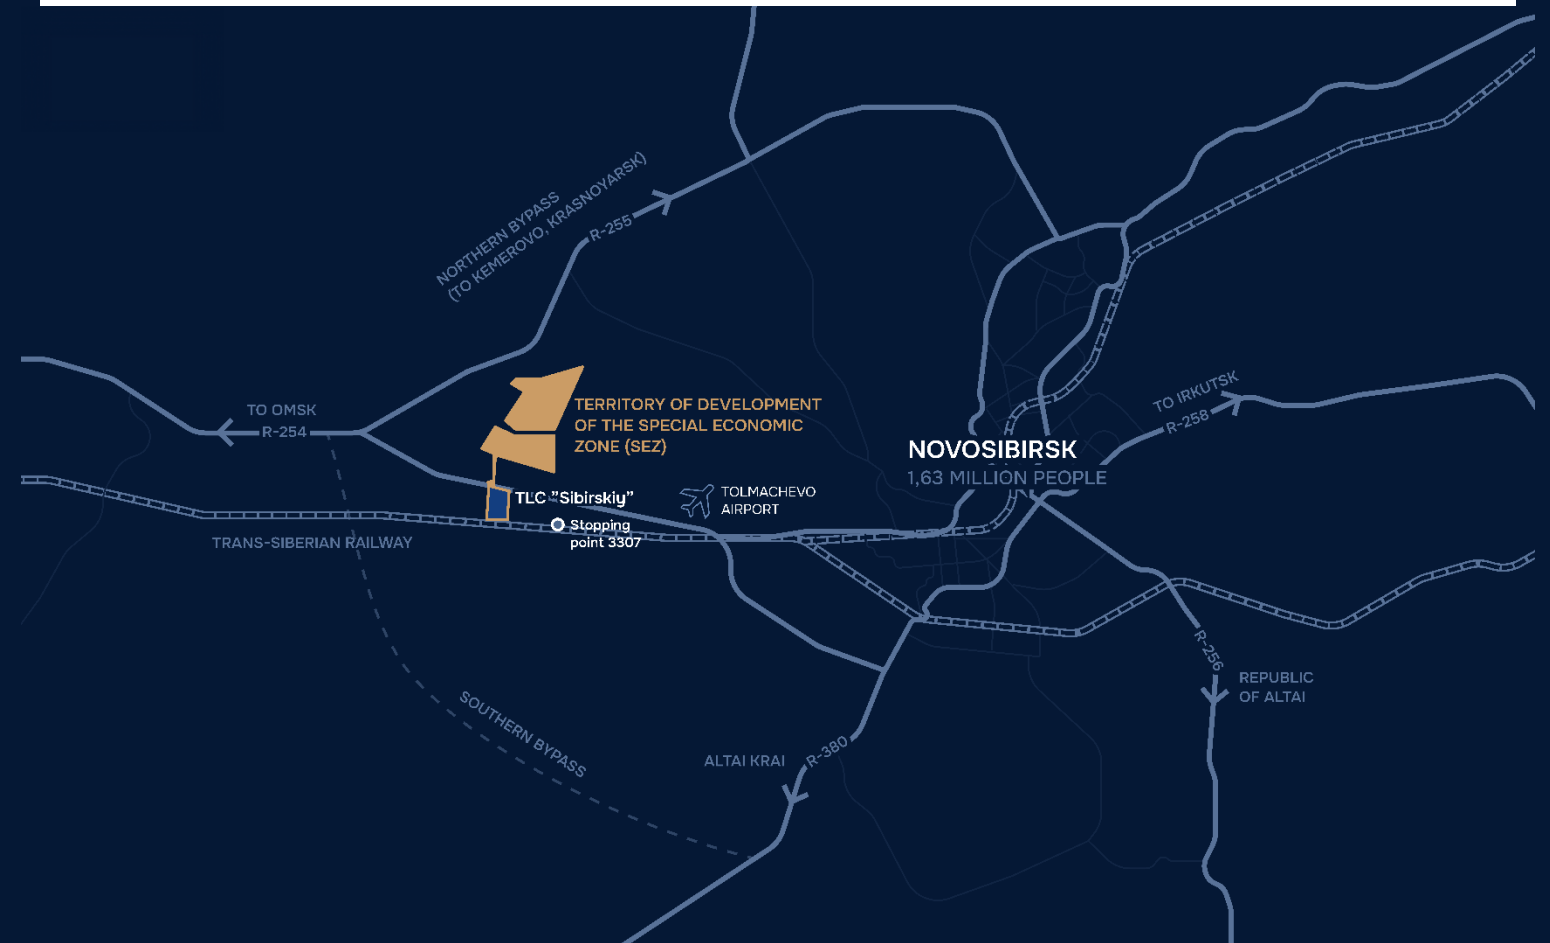 NORTHERN BYPASS
(TO KEMEROVO, KRASNOYARSK)
R-255
TO OMSK
R-254
TERRITORY OF DEVELOPMENT
OF THE SPECIAL ECONOMIC
ZONE (SEZ)
TO IRKUTSK
R-258
NOVOSIBIRSK
1,63 MILLION PEOPLE
TLC "Sibirskiy"
TOLMACHEVO
AIRPORT
Stopping
point 3307
TRANS-SIBERIAN RAILWAY
R-256
REPUBLIC
OF ALTAI
SOUTHERN BYPASS
ALTAI KRAI
R-380